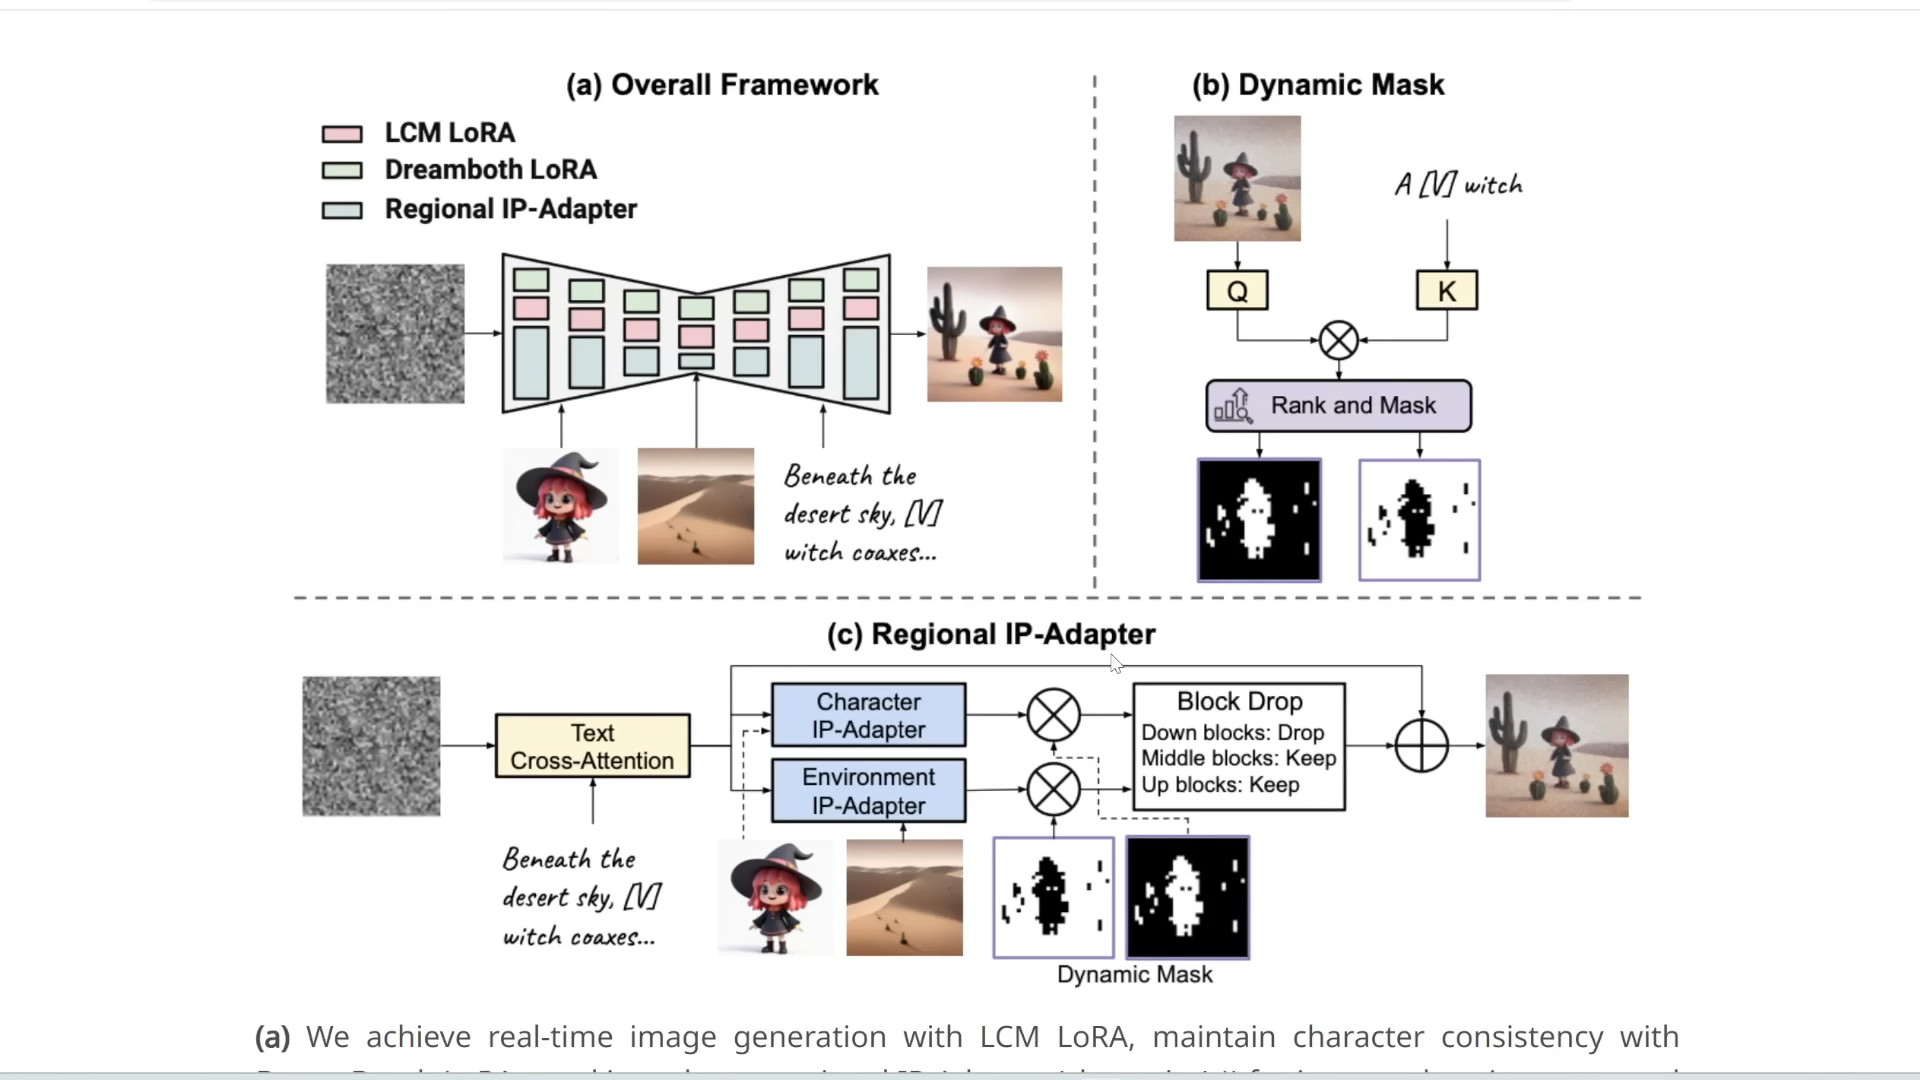 (a) Overall Framework
LCM LoRA
Dreamboth LoRA
Regional IP-Adapter
Beneath the
desert sky, [V]
witch coaxes...
(b) Dynamic Mask
A [V] witch
Q
K
Rank and Mask
(c) Regional IP-Adapter
Text
Cross-Attention
Beneath the
desert sky, [V]
witch coaxes...
Character
IP-Adapter
Environment
IP-Adapter
Block Drop
Down blocks: Drop
Middle blocks: Keep
Up blocks: Keep
Dynamic Mask
(a) We achieve real-time image generation with LCM LoRA, maintain character consistency with